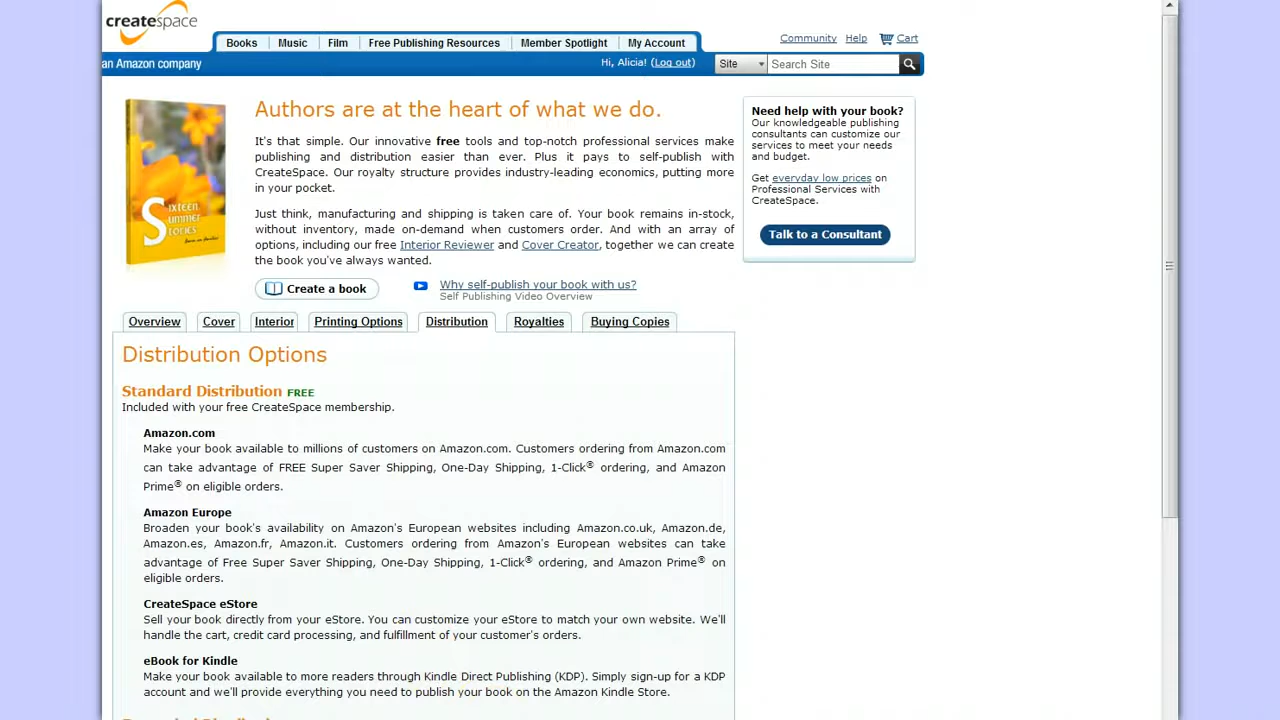 createspace
Books Music Film Free Publishing Resources Member Spotlight My Account
Community Help Cart
an Amazon company
Hi, Alicia! (Log out)
Site Search Site
Sixteen
Summer
Stories
Authors are at the heart of what we do.
It's that simple. Our innovative free tools and top-notch professional services make
publishing and distribution easier than ever. Plus it pays to self-publish with
CreateSpace. Our royalty structure provides industry-leading economics, putting more
in your pocket.
Just think, manufacturing and shipping is taken care of. Your book remains in-stock,
without inventory, made on-demand when customers order. And with an array of
options, including our free Interior Reviewer and Cover Creator, together we can create
the book you've always wanted.
Create a book
Why self-publish your book with us?
Self Publishing Video Overview
Need help with your book?
Our knowledgeable publishing
consultants can customize our
services to meet your needs
and budget.
Get everyday low prices on
Professional Services with
CreateSpace.
Talk to a Consultant
Overview Cover Interior Printing Options Distribution Royalties Buying Copies
Distribution Options
Standard Distribution FREE
Included with your free CreateSpace membership.
Amazon.com
Make your book available to millions of customers on Amazon.com. Customers ordering from Amazon.com
can take advantage of FREE Super Saver Shipping, One-Day Shipping, 1-Click® ordering, and Amazon
Prime® on eligible orders.
Amazon Europe
Broaden your book's availability on Amazon's European websites including Amazon.co.uk, Amazon.de,
Amazon.es, Amazon.fr, Amazon.it. Customers ordering from Amazon's European websites can take
advantage of Free Super Saver Shipping, One-Day Shipping, 1-Click® ordering, and Amazon Prime® on
eligible orders.
CreateSpace eStore
Sell your book directly from your eStore. You can customize your eStore to match your own website. We'll
handle the cart, credit card processing, and fulfillment of your customer's orders.
eBook for Kindle
Make your book available to more readers through Kindle Direct Publishing (KDP). Simply sign-up for a KDP
account and we'll provide everything you need to publish your book on the Amazon Kindle Store.